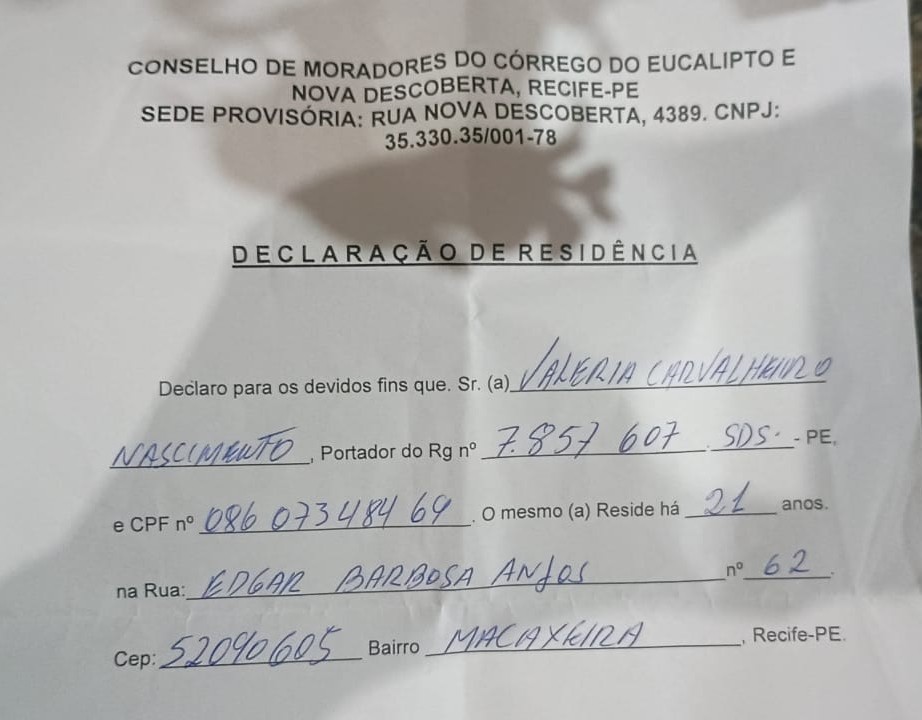 CONSELHO DE MORADORES DO CÓRREGO DO EUCALIPTO E
NOVA DESCOBERTA, RECIFE-PE
SEDE PROVISÓRIA: RUA NOVA DESCOBERTA, 4389. CNPJ:
35.330.35/001-78
DECLARAÇÃO DE RESIDÊNCIA
Declaro para os devidos fins que. Sr. (a) VALERIA CARVALHEIRO
NASCIMENTO, Portador do Rg nº 7.857 607. SDS. - PE,
e CPF nº 086 073 484 69. O mesmo (a) Reside há 21 anos.
na Rua: EDGAR BARBOSA ANJOS nº 62.
Cep: 52090605 Bairro MACAXEIRA, Recife-PE.